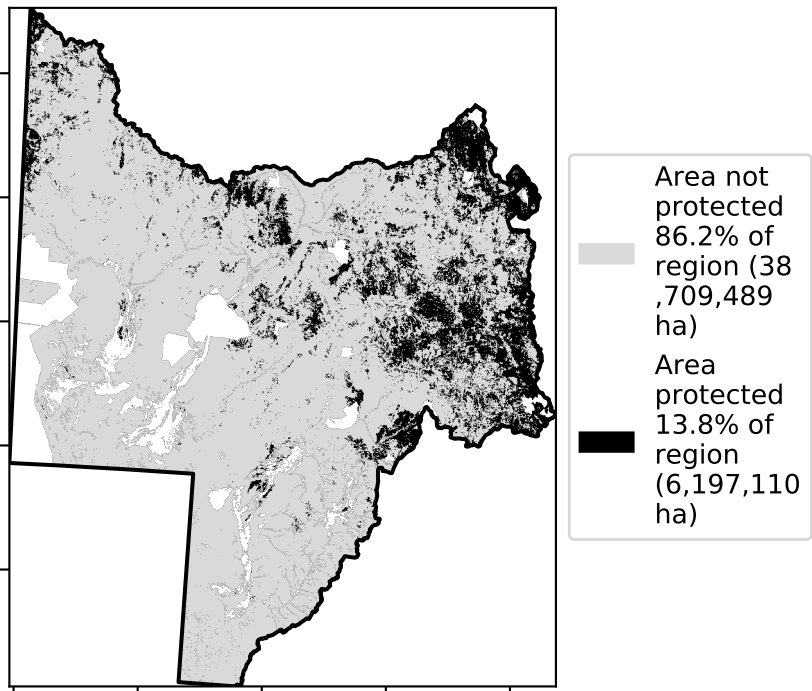 Area not
protected
86.2% of
region (38
,709,489
ha)
Area
protected
13.8% of
region
(6,197,110
ha)